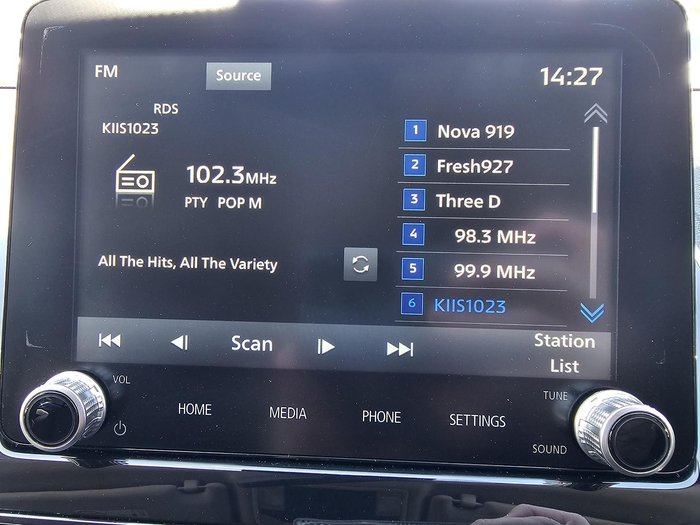 FM
Source
14:27
RDS
KIIS1023
102.3MHz
PTY POP M
All The Hits, All The Variety
1 Nova 919
2 Fresh927
3 Three D
4 98.3 MHz
5 99.9 MHz
6 KIIS1023
Scan
Station
List
VOL
HOME
MEDIA
PHONE
SETTINGS
TUNE
SOUND